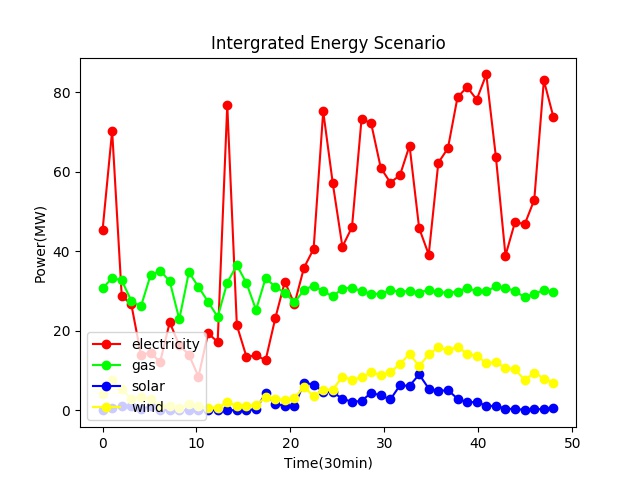 Intergrated Energy Scenario
Power(MW)
80
60
40
20
0
electricity
gas
solar
wind
0 10 20 30 40 50
Time(30min)